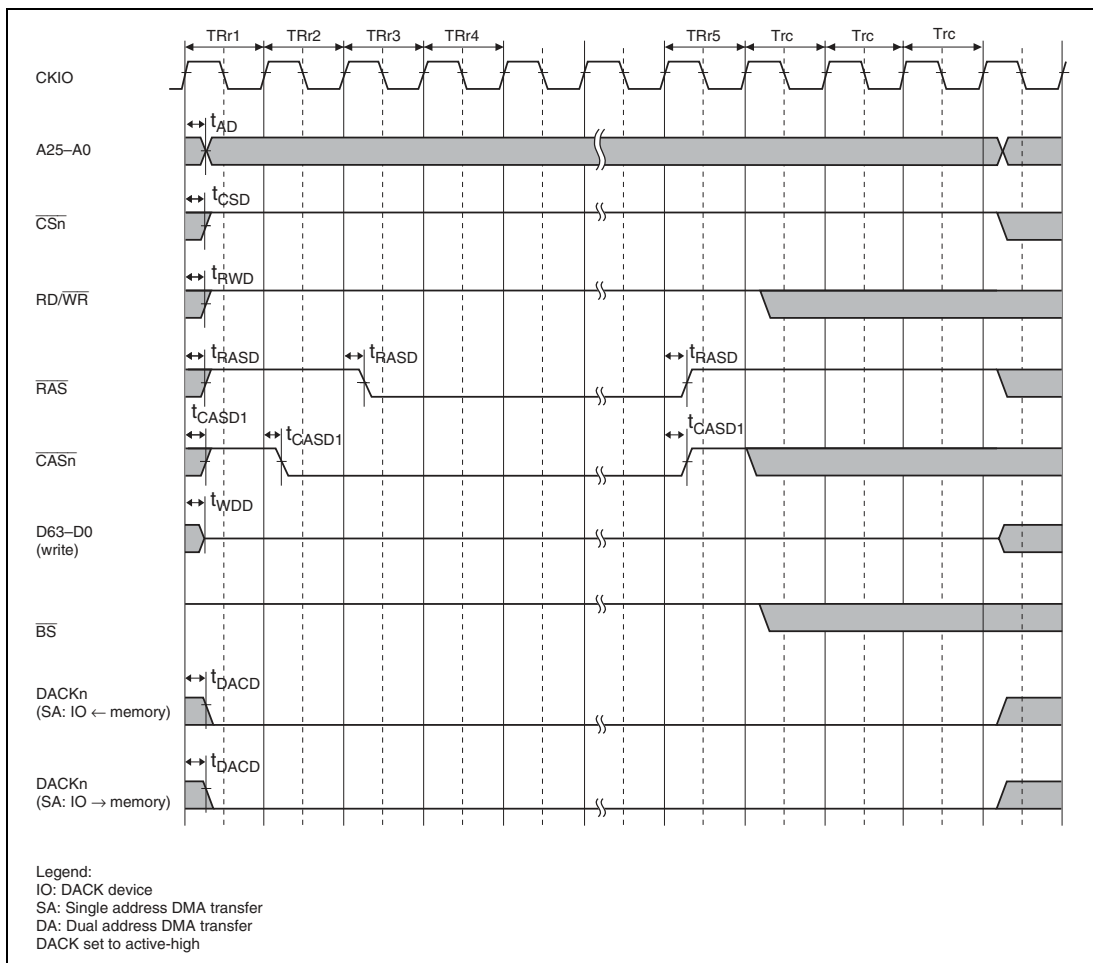 TRr1 TRr2 TRr3 TRr4 TRr5 Trc Trc Trc
CKIO
tAD
A25–A0
tCSD
CSn
tRWD
RD/WR
tRASD tRASD tRASD
RAS
tCASD1 tCASD1 tCASD1
CASn
tWDD
D63–D0
(write)
BS
tDACD
DACKn
(SA: IO ← memory)
tDACD
DACKn
(SA: IO → memory)
Legend:
IO: DACK device
SA: Single address DMA transfer
DA: Dual address DMA transfer
DACK set to active-high